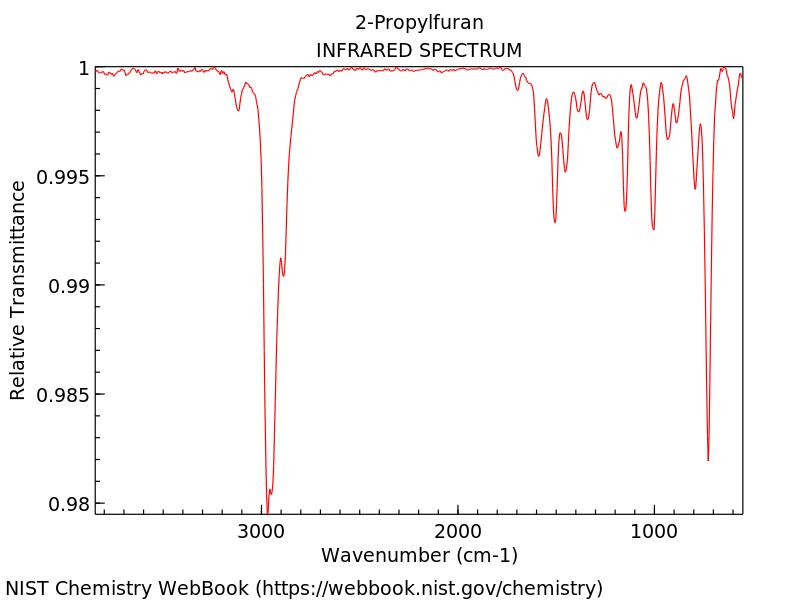 2-Propylfuran
INFRARED SPECTRUM
1
0.995
0.99
0.985
0.98
Relative Transmittance
3000 2000 1000
Wavenumber (cm-1)
NIST Chemistry WebBook (https://webbook.nist.gov/chemistry)